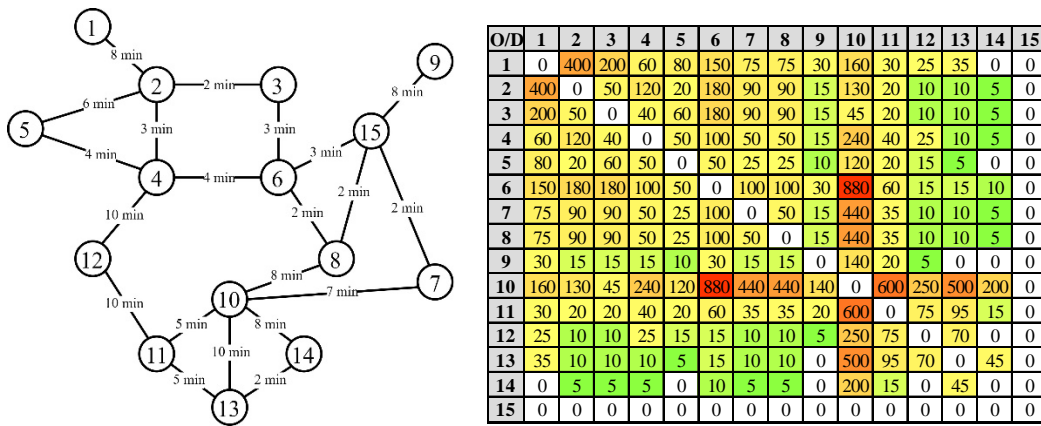 1
8 min
2
2 min
3
9
8 min
6 min
5
3 min
3 min
15
4 min
3 min
4
4 min
6
2 min
2 min
2 min
10 min
12
8
7
8 min
7 min
10
10 min
5 min
8 min
10 min
11
14
5 min
2 min
13
O/D 1 2 3 4 5 6 7 8 9 10 11 12 13 14 15
1 0 400 200 60 80 150 75 75 30 160 30 25 35 0 0
2 400 0 50 120 20 180 90 90 15 130 20 10 10 5 0
3 200 50 0 40 60 180 90 90 15 45 20 10 10 5 0
4 60 120 40 0 50 100 50 50 15 240 40 25 10 5 0
5 80 20 60 50 0 50 25 25 10 120 20 15 5 0 0
6 150 180 180 100 50 0 100 100 30 880 60 15 15 10 0
7 75 90 90 50 25 100 0 50 15 440 35 10 10 5 0
8 75 90 90 50 25 100 50 0 15 440 35 10 10 5 0
9 30 15 15 15 10 30 15 15 0 140 20 5 0 0 0
10 160 130 45 240 120 880 440 440 140 0 600 250 500 200 0
11 30 20 20 40 20 60 35 35 20 600 0 75 95 15 0
12 25 10 10 25 15 15 10 10 5 250 75 0 70 0 0
13 35 10 10 10 5 15 10 10 0 500 95 70 0 45 0
14 0 5 5 5 0 10 5 5 0 200 15 0 45 0 0
15 0 0 0 0 0 0 0 0 0 0 0 0 0 0 0